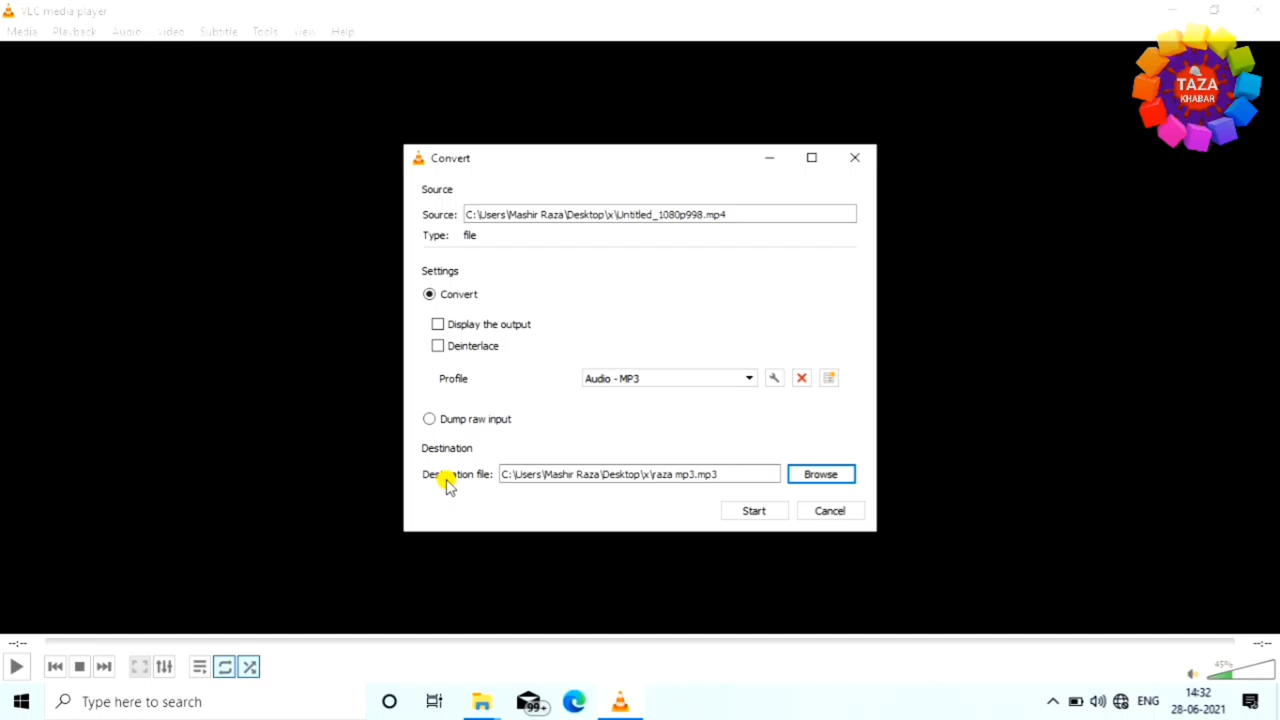 VLC media player
Media Playback Audio Video Subtitle Tools View Help
TAZA
KHABAR
Convert
Source
Source: C:\Users\Mashir Raza\Desktop\x\Untitled_1080p998.mp4
Type: file
Settings
Convert
Display the output
Deinterlace
Profile Audio - MP3
Dump raw input
Destination
Destination file: C:\Users\Mashir Raza\Desktop\x\raza mp3.mp3 Browse
Start Cancel
--:-- --:--
45%
Type here to search 99+ ENG 14:32
28-06-2021